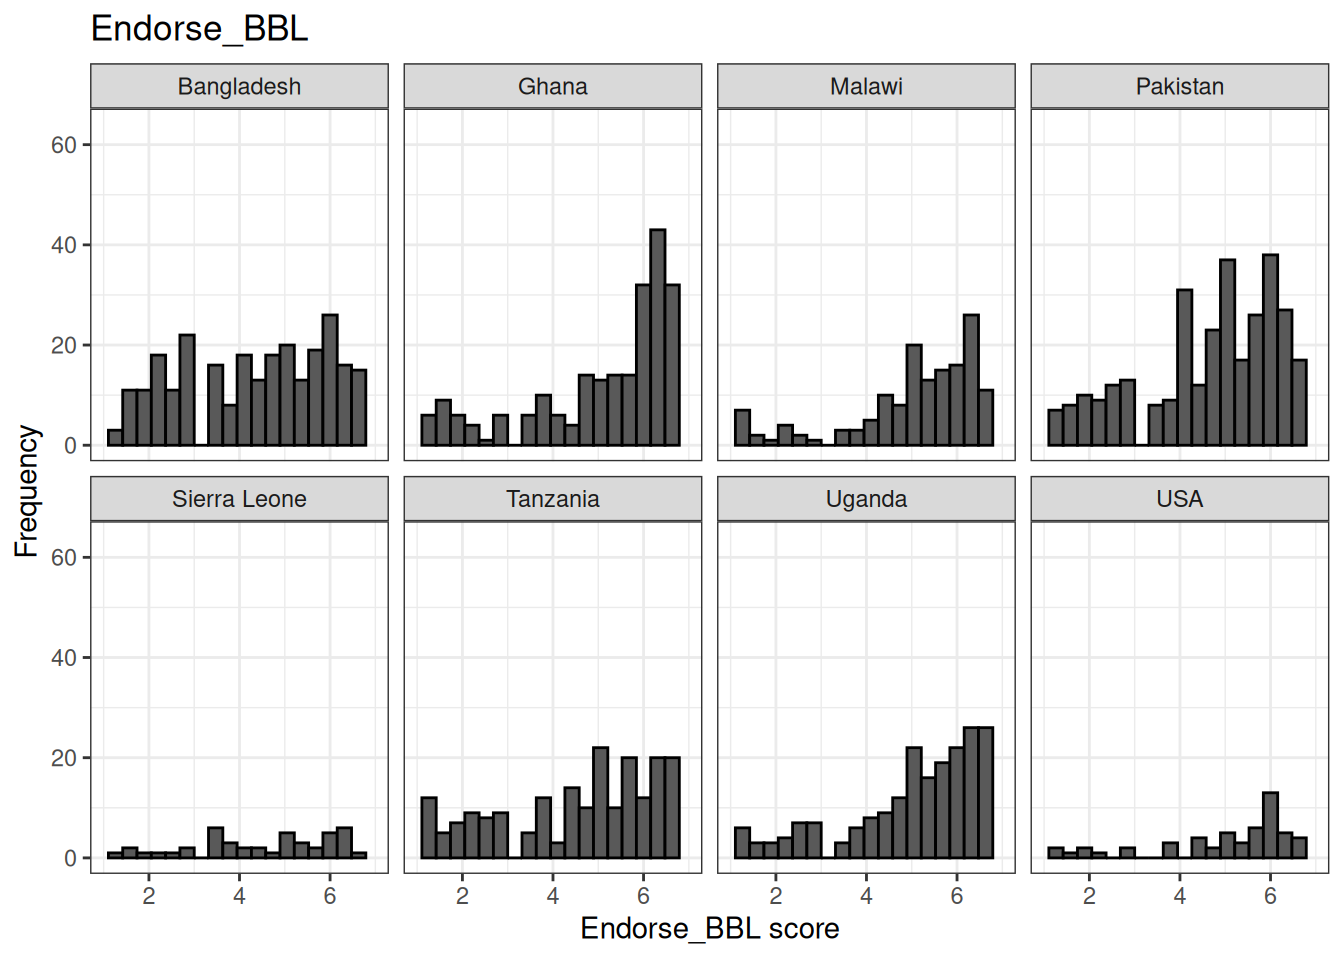 Endorse_BBL
Bangladesh Ghana Malawi Pakistan
60
40
20
0
Sierra Leone Tanzania Uganda USA
60
40
20
0
2 4 6 2 4 6 2 4 6 2 4 6
Endorse_BBL score
Frequency